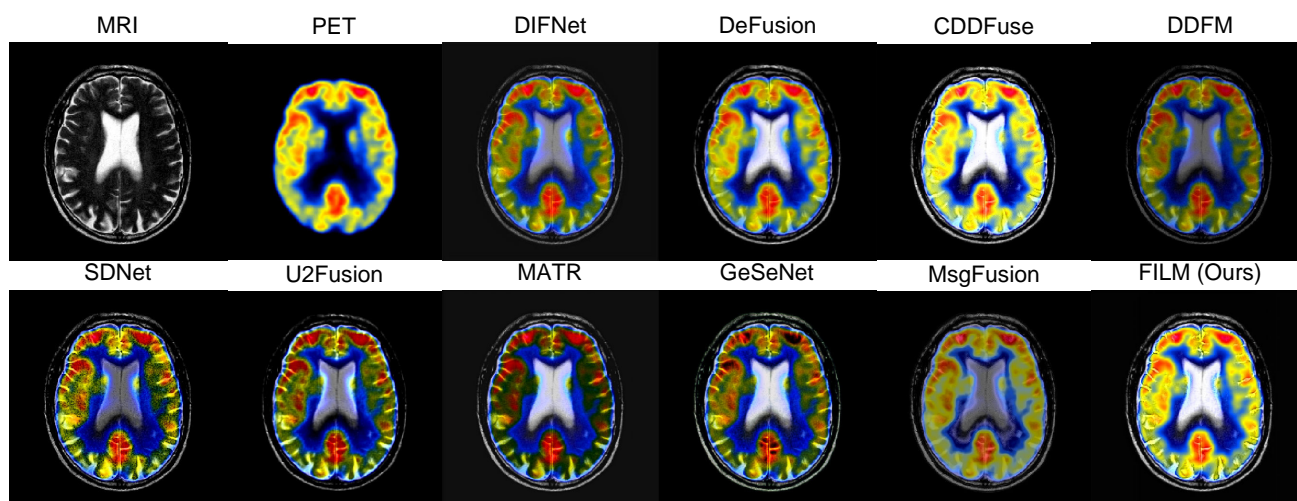 MRI PET DIFNet DeFusion CDDFuse DDFM
SDNet U2Fusion MATR GeSeNet MsgFusion FILM (Ours)